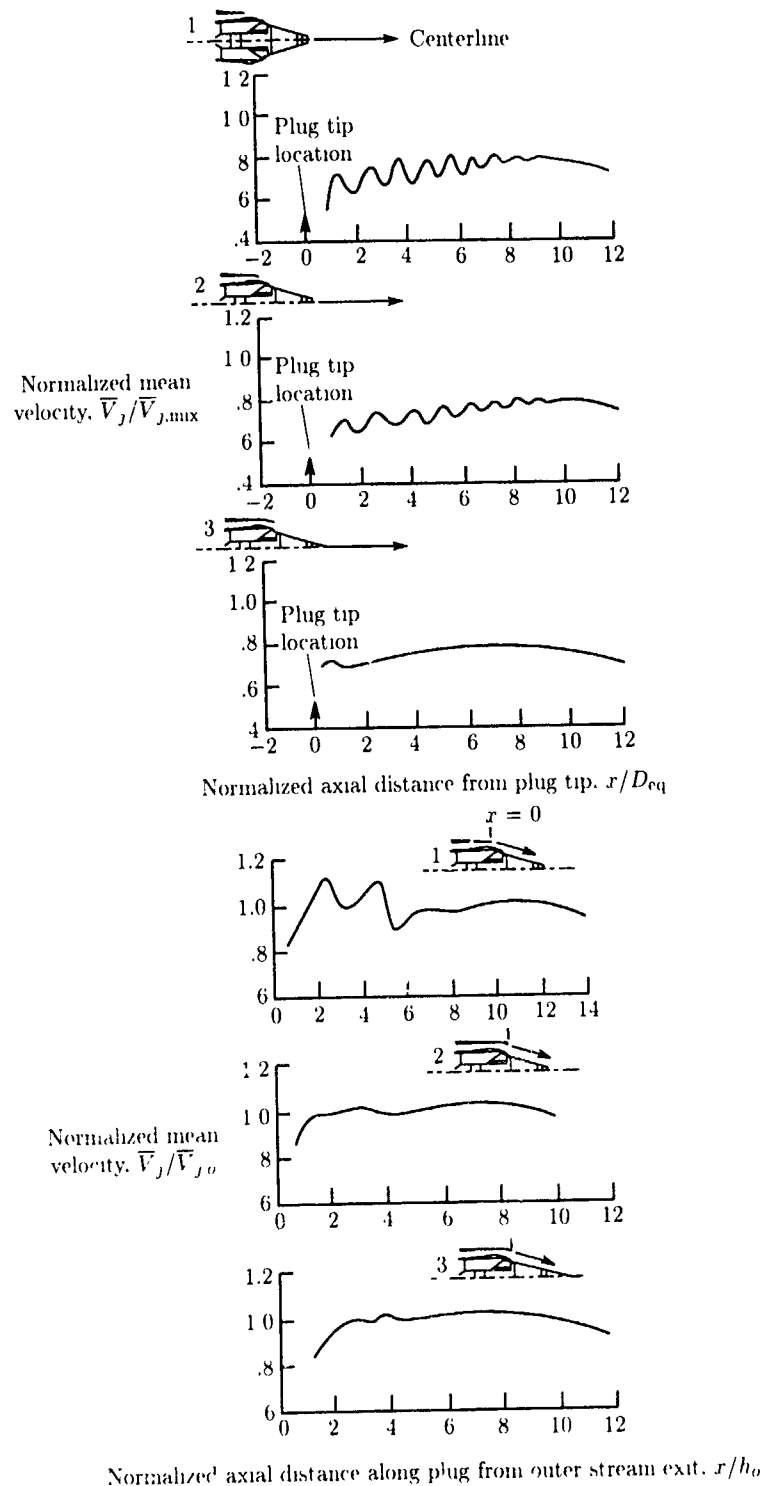 1
Centerline
1 2
1 0
8
6
.4
Plug tip
location
−2 0 2 4 6 8 10 12
2
1.2
1 0
.8
6
.4
Plug tip
location
−2 0 2 4 6 8 10 12
Normalized mean
velocity, V̅j/V̅j,mix
3
1 2
1.0
.8
.6
4
Plug tip
location
−2 0 2 4 6 8 10 12
Normalized axial distance from plug tip, x/Deq
x = 0
1
1.2
1.0
.8
6
0 2 4 6 8 10 12 14
2
1 2
1 0
8
6
0 2 4 6 8 10 12
Normalized mean
velocity, V̅j/V̅j o
3
1.2
1 0
.8
6
0 2 4 6 8 10 12
Normalized axial distance along plug from outer stream exit, x/ho